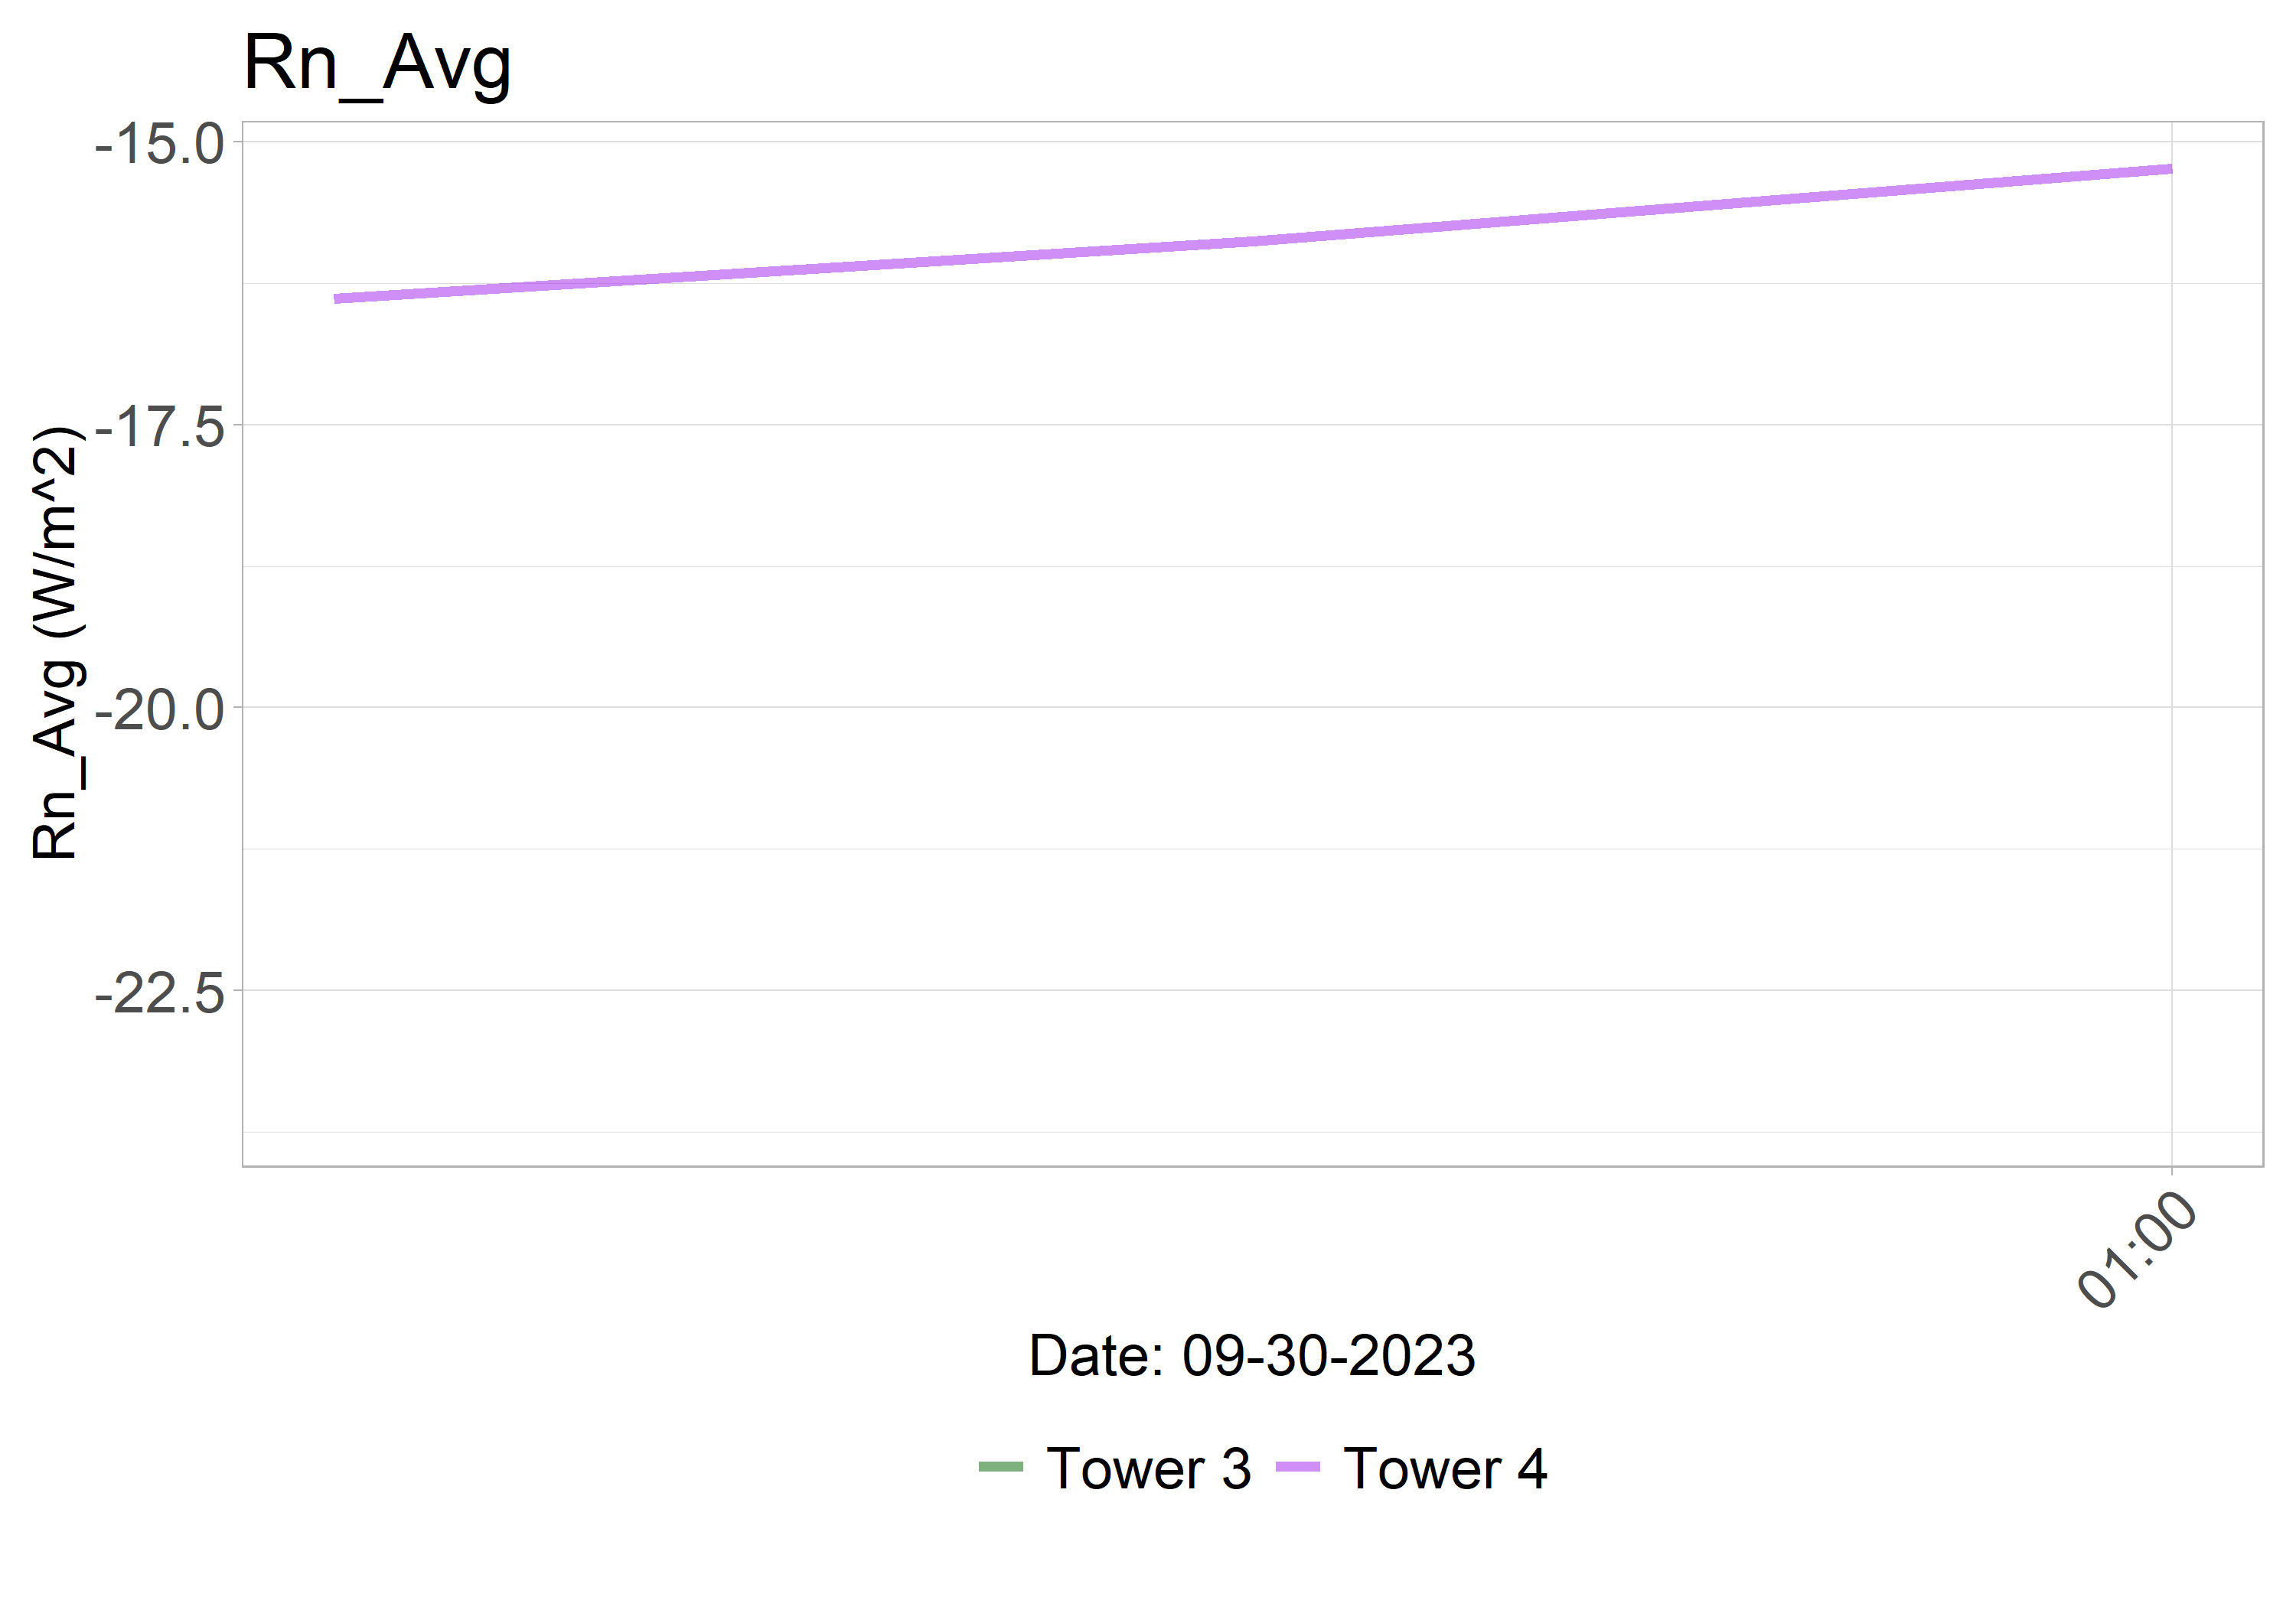 Rn_Avg
Rn_Avg (W/m^2)
-15.0
-17.5
-20.0
-22.5
01:00
Date: 09-30-2023
Tower 3 Tower 4